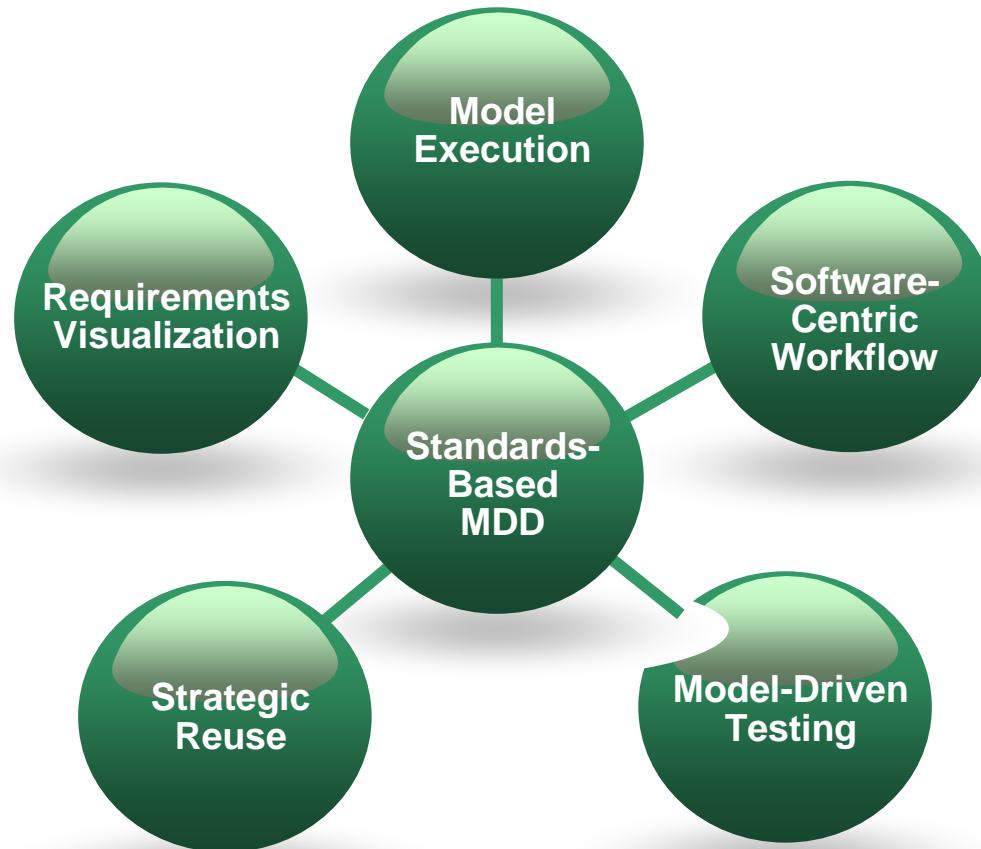 Model
Execution
Requirements
Visualization
Software-
Centric
Workflow
Standards-
Based
MDD
Strategic
Reuse
Model-Driven
Testing